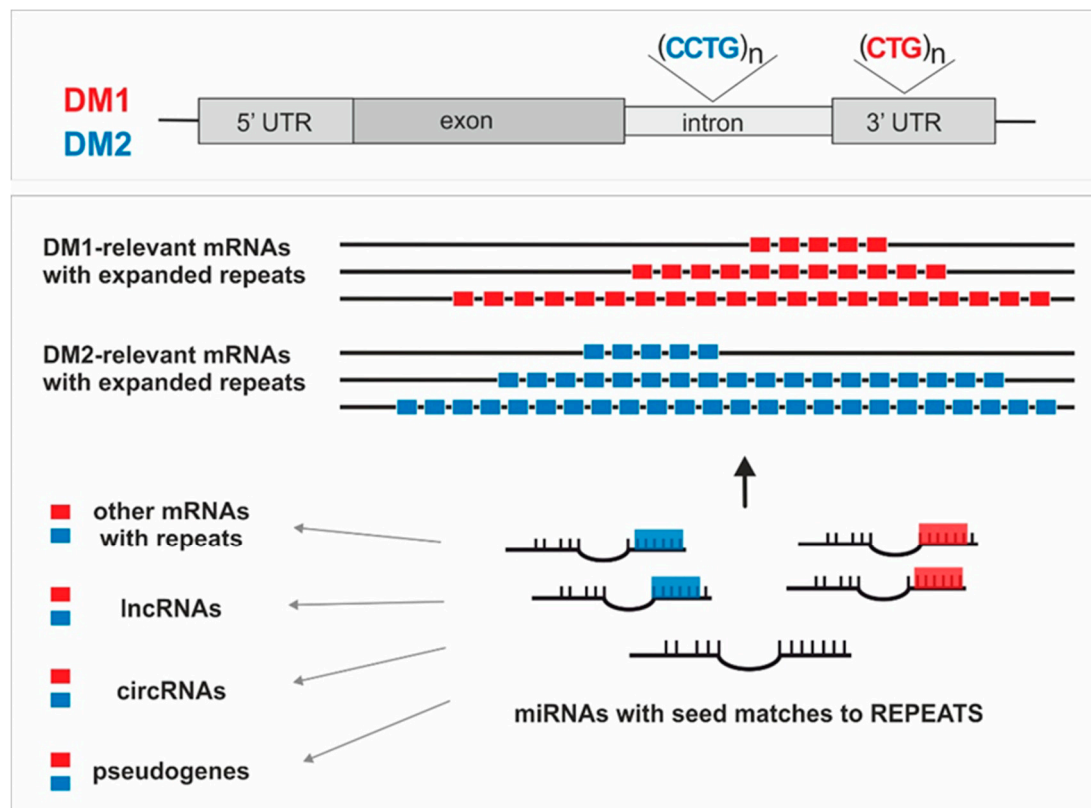 (CCTG)n
(CTG)n
DM1
DM2
5' UTR
exon
intron
3' UTR
DM1-relevant mRNAs
with expanded repeats
DM2-relevant mRNAs
with expanded repeats
other mRNAs
with repeats
lncRNAs
circRNAs
pseudogenes
miRNAs with seed matches to REPEATS